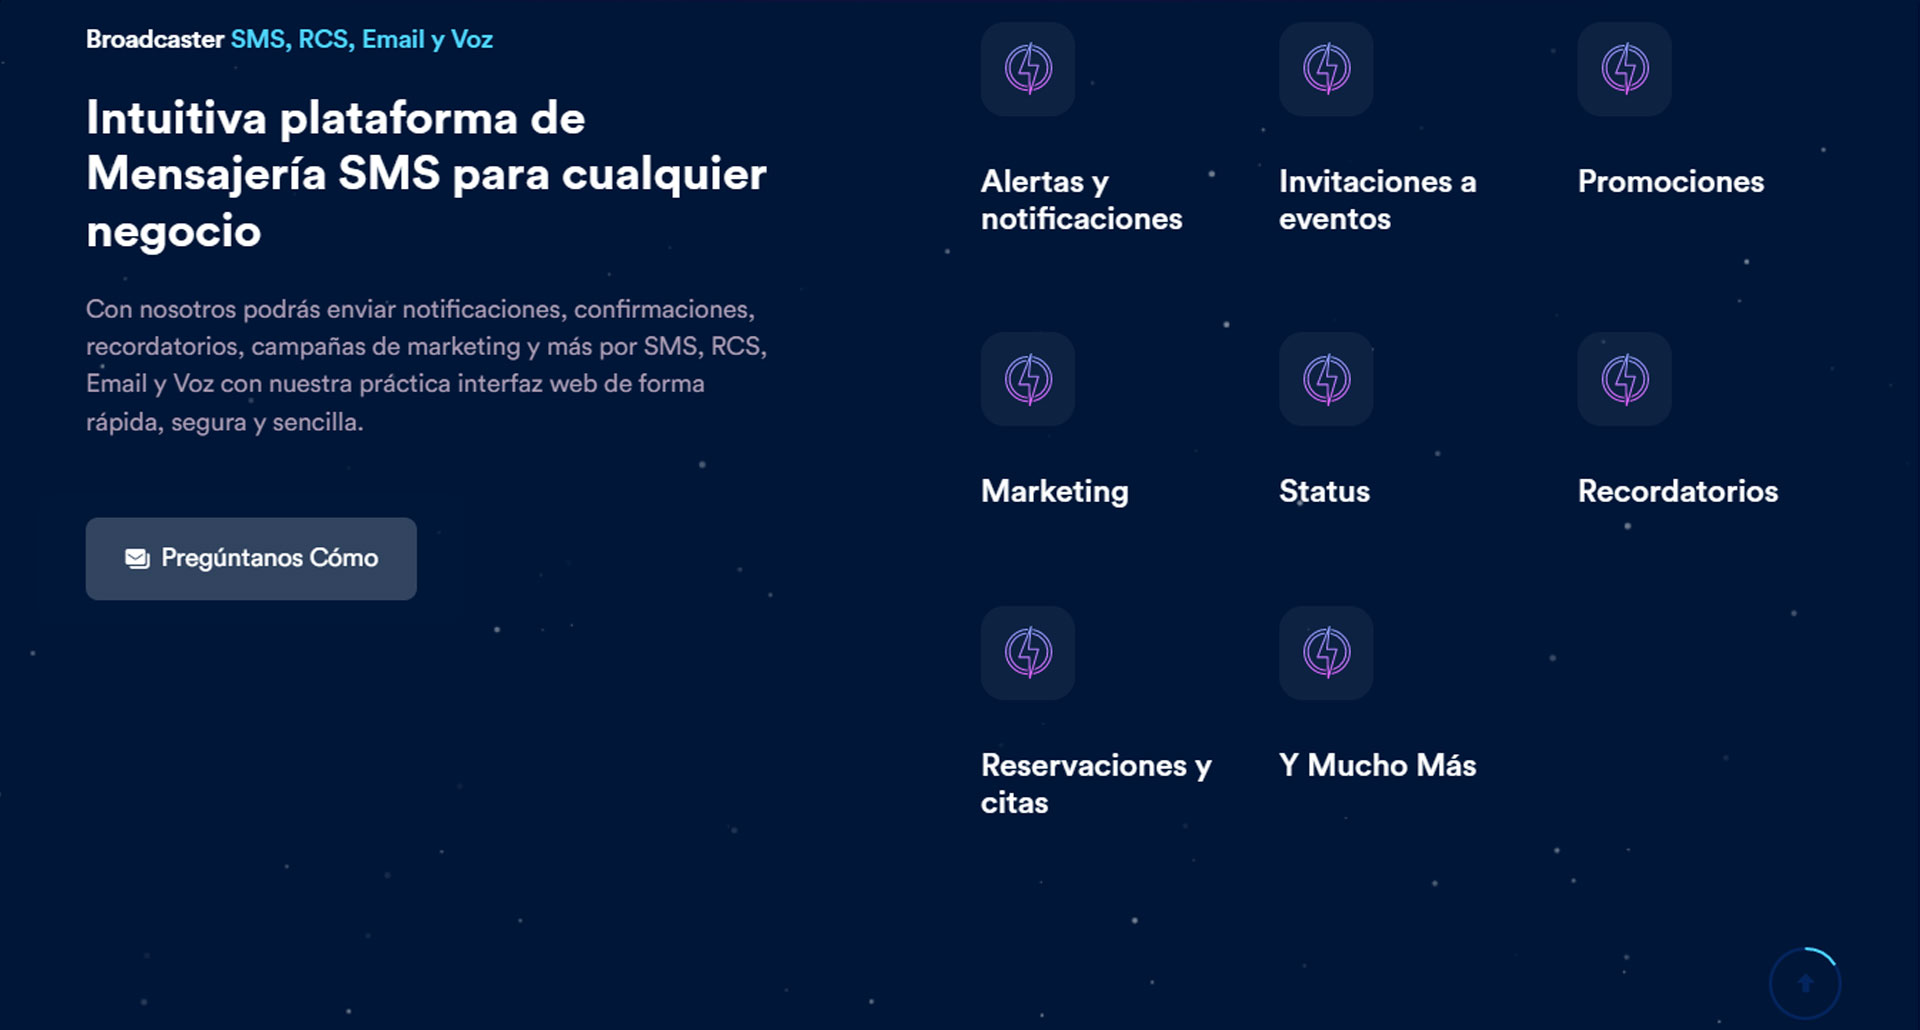 Broadcaster SMS, RCS, Email y Voz
Intuitiva plataforma de
Mensajería SMS para cualquier
negocio
Con nosotros podrás enviar notificaciones, confirmaciones,
recordatorios, campañas de marketing y más por SMS, RCS,
Email y Voz con nuestra práctica interfaz web de forma
rápida, segura y sencilla.
Pregúntanos Cómo
Alertas y
notificaciones
Invitaciones a
eventos
Promociones
Marketing
Status
Recordatorios
Reservaciones y
citas
Y Mucho Más